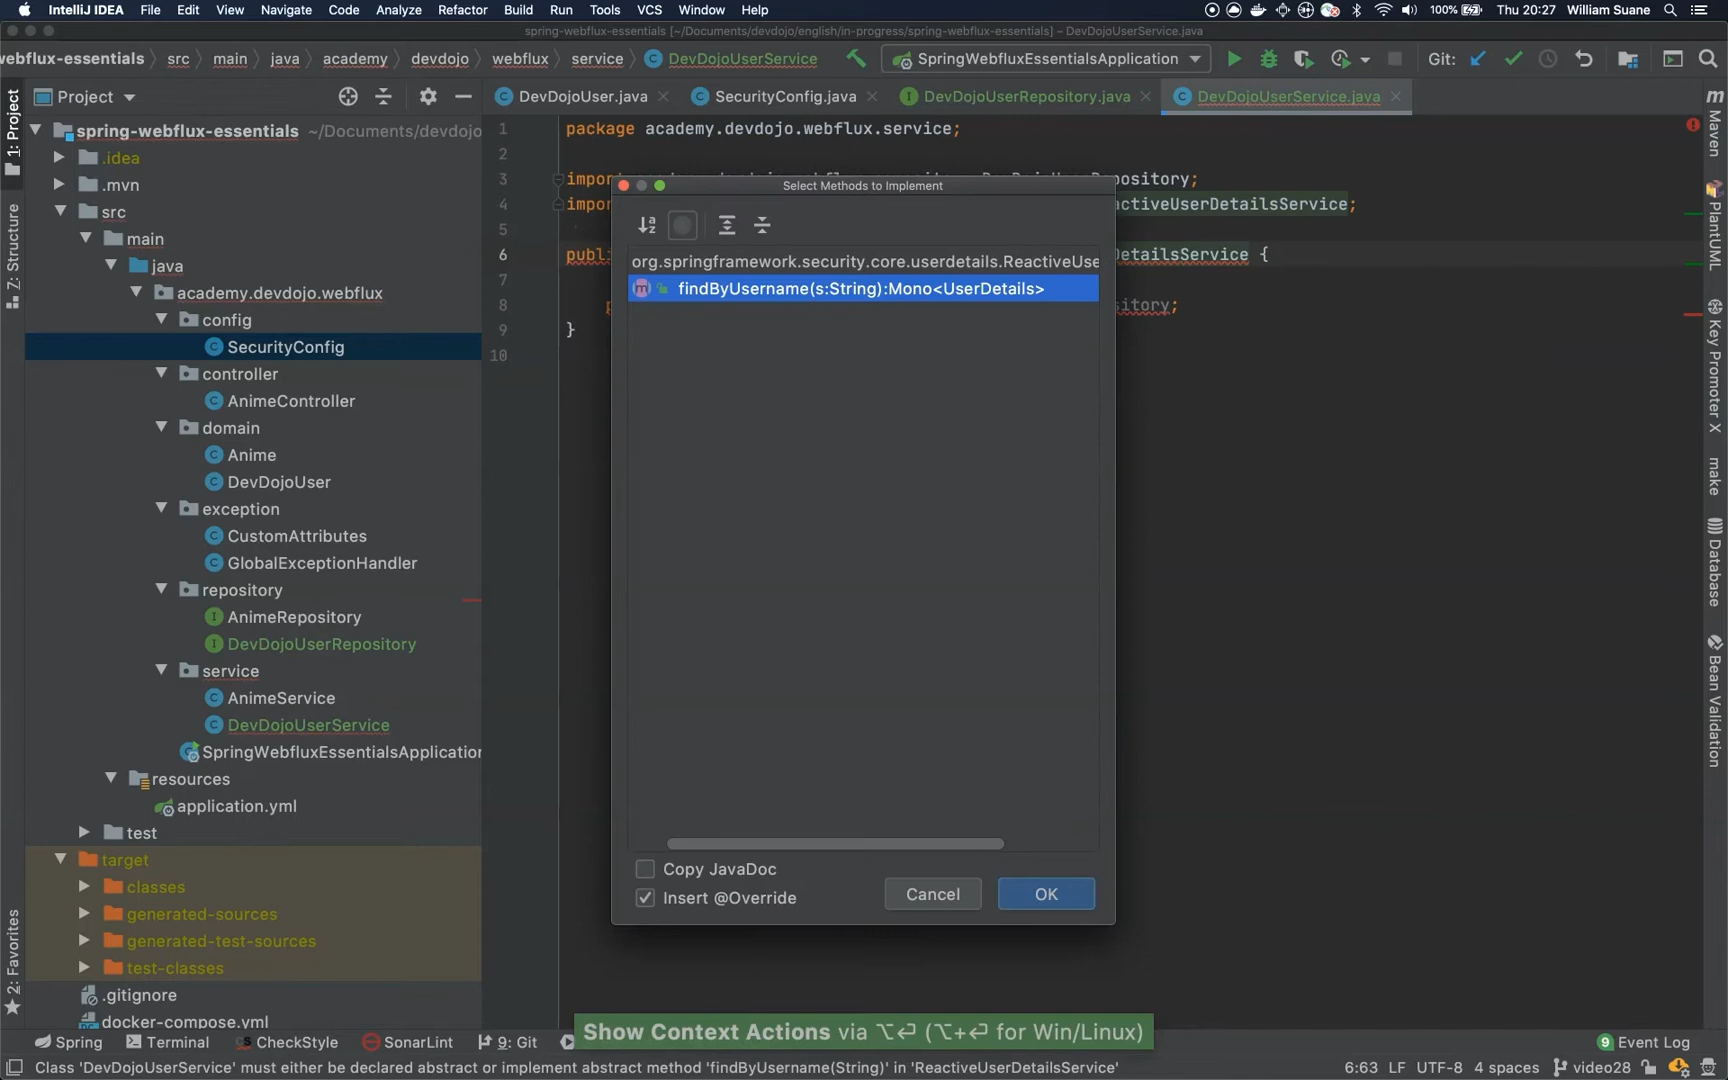 IntelliJ IDEA File Edit View Navigate Code Analyze Refactor Build Run Tools VCS Window Help 100% Thu 20:27 William Suane
spring-webflux-essentials [~/Documents/devdojo/english/in-progress/spring-webflux-essentials] – DevDojoUserService.java
vebflux-essentials src main java academy devdojo webflux service DevDojoUserService SpringWebfluxEssentialsApplication Git:
Project DevDojoUser.java SecurityConfig.java DevDojoUserRepository.java DevDojoUserService.java
1: Project
7: Structure
2: Favorites
spring-webflux-essentials ~/Documents/devdojo
.idea
.mvn
src
main
java
academy.devdojo.webflux
config
SecurityConfig
controller
AnimeController
domain
Anime
DevDojoUser
exception
CustomAttributes
GlobalExceptionHandler
repository
AnimeRepository
DevDojoUserRepository
service
AnimeService
DevDojoUserService
SpringWebfluxEssentialsApplication
resources
application.yml
test
target
classes
generated-sources
generated-test-sources
test-classes
.gitignore
docker-compose.yml
1 package academy.devdojo.webflux.service;
2
3 impor pository;
4 impor activeUserDetailsService;
5
6 publi DetailsService {
7
8 p itory;
9 }
10
Select Methods to Implement
org.springframework.security.core.userdetails.ReactiveUse
m findByUsername(s:String):Mono<UserDetails>
Copy JavaDoc
Insert @Override
Cancel OK
m Maven
PlantUML
Key Promoter X
make
Database
Bean Validation
Show Context Actions via ⌥⏎ (⌥+⏎ for Win/Linux)
Spring Terminal CheckStyle SonarLint 9: Git 9 Event Log
Class 'DevDojoUserService' must either be declared abstract or implement abstract method 'findByUsername(String)' in 'ReactiveUserDetailsService' 6:63 LF UTF-8 4 spaces video28